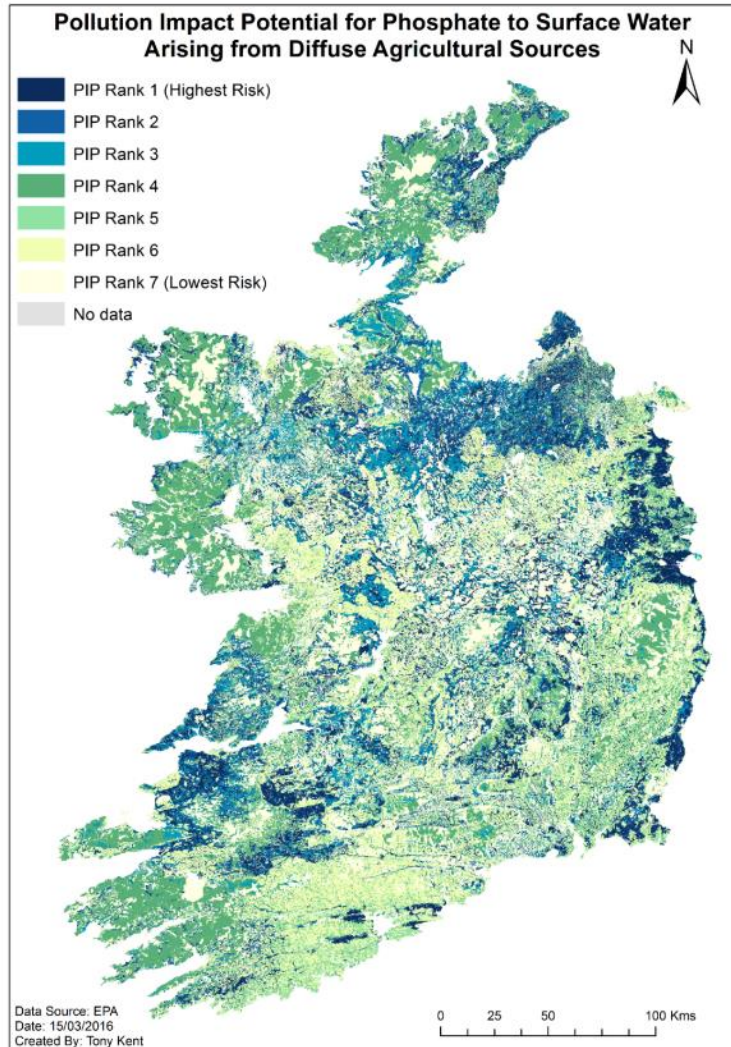 Pollution Impact Potential for Phosphate to Surface Water
Arising from Diffuse Agricultural Sources
N
PIP Rank 1 (Highest Risk)
PIP Rank 2
PIP Rank 3
PIP Rank 4
PIP Rank 5
PIP Rank 6
PIP Rank 7 (Lowest Risk)
No data
Data Source: EPA
Date: 15/03/2016
Created By: Tony Kent
0 25 50 100 Kms